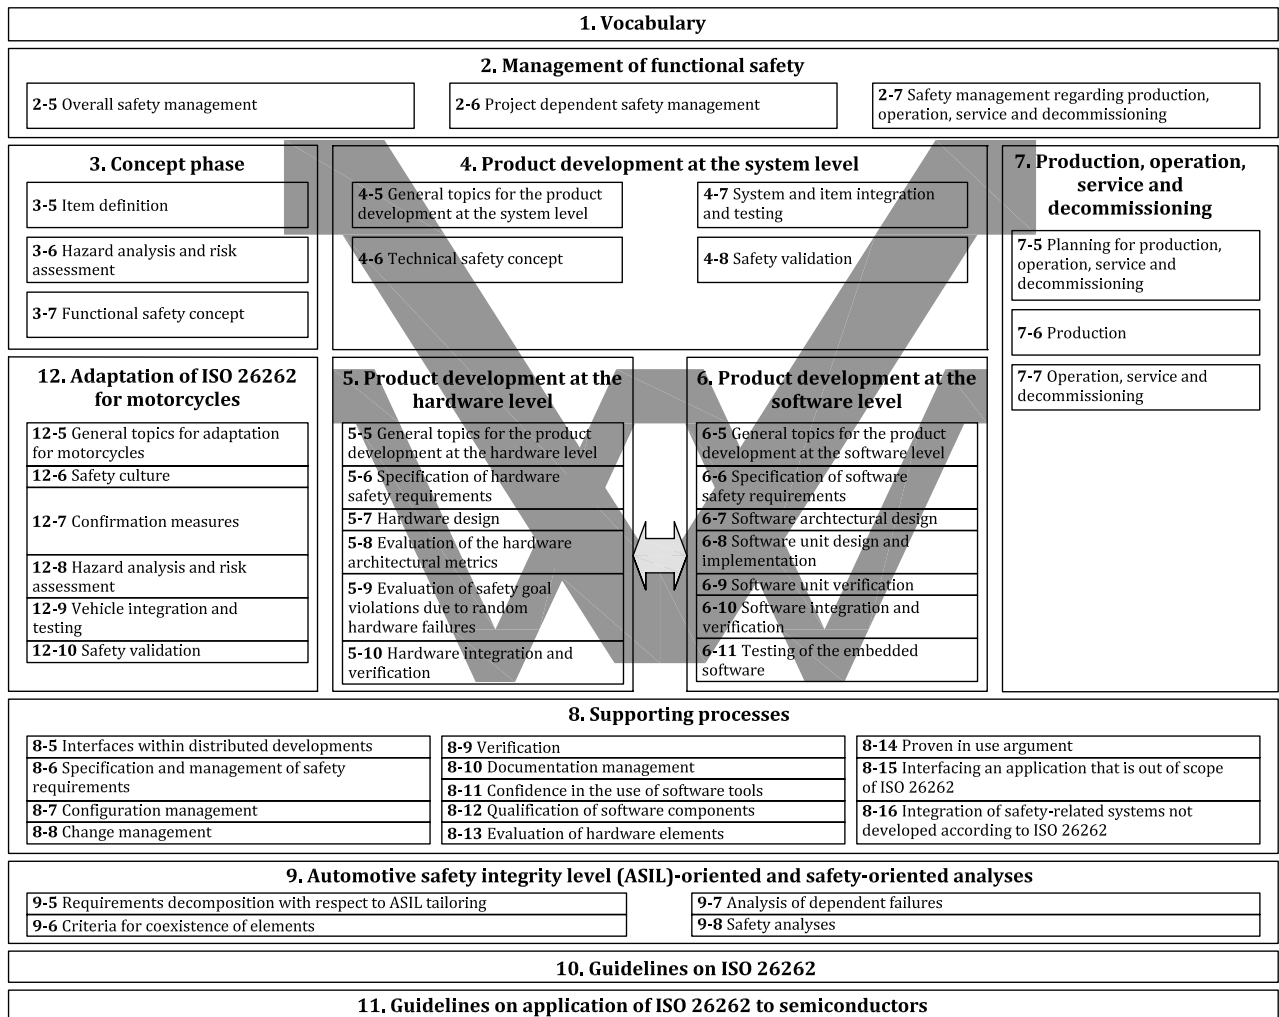 1. Vocabulary
2. Management of functional safety
2-5 Overall safety management
2-6 Project dependent safety management
2-7 Safety management regarding production,
operation, service and decommissioning
3. Concept phase
3-5 Item definition
3-6 Hazard analysis and risk
assessment
3-7 Functional safety concept
4. Product development at the system level
4-5 General topics for the product
development at the system level
4-6 Technical safety concept
4-7 System and item integration
and testing
4-8 Safety validation
7. Production, operation,
service and
decommissioning
7-5 Planning for production,
operation, service and
decommissioning
7-6 Production
7-7 Operation, service and
decommissioning
12. Adaptation of ISO 26262
for motorcycles
12-5 General topics for adaptation
for motorcycles
12-6 Safety culture
12-7 Confirmation measures
12-8 Hazard analysis and risk
assessment
12-9 Vehicle integration and
testing
12-10 Safety validation
5. Product development at the
hardware level
5-5 General topics for the product
development at the hardware level
5-6 Specification of hardware
safety requirements
5-7 Hardware design
5-8 Evaluation of the hardware
architectural metrics
5-9 Evaluation of safety goal
violations due to random
hardware failures
5-10 Hardware integration and
verification
6. Product development at the
software level
6-5 General topics for the product
development at the software level
6-6 Specification of software
safety requirements
6-7 Software archtectural design
6-8 Software unit design and
implementation
6-9 Software unit verification
6-10 Software integration and
verification
6-11 Testing of the embedded
software
8. Supporting processes
8-5 Interfaces within distributed developments
8-6 Specification and management of safety
requirements
8-7 Configuration management
8-8 Change management
8-9 Verification
8-10 Documentation management
8-11 Confidence in the use of software tools
8-12 Qualification of software components
8-13 Evaluation of hardware elements
8-14 Proven in use argument
8-15 Interfacing an application that is out of scope
of ISO 26262
8-16 Integration of safety-related systems not
developed according to ISO 26262
9. Automotive safety integrity level (ASIL)-oriented and safety-oriented analyses
9-5 Requirements decomposition with respect to ASIL tailoring
9-6 Criteria for coexistence of elements
9-7 Analysis of dependent failures
9-8 Safety analyses
10. Guidelines on ISO 26262
11. Guidelines on application of ISO 26262 to semiconductors